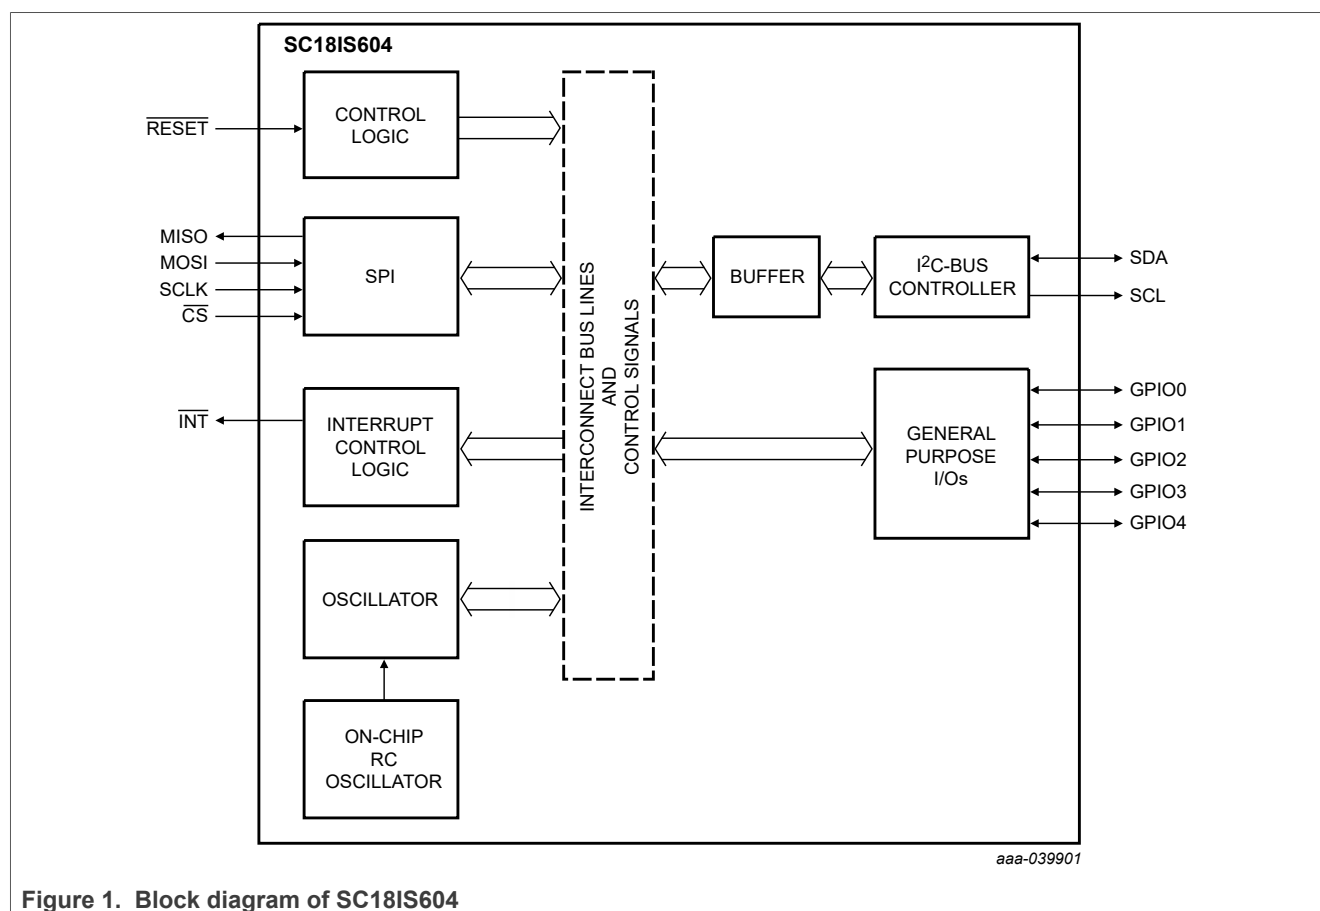 SC18IS604
CONTROL
LOGIC
RESET
MISO
MOSI
SCLK
CS
SPI
INT
INTERRUPT
CONTROL
LOGIC
OSCILLATOR
ON-CHIP
RC
OSCILLATOR
INTERCONNECT BUS LINES
AND
CONTROL SIGNALS
BUFFER
I²C-BUS
CONTROLLER
SDA
SCL
GENERAL
PURPOSE
I/Os
GPIO0
GPIO1
GPIO2
GPIO3
GPIO4
aaa-039901
Figure 1. Block diagram of SC18IS604